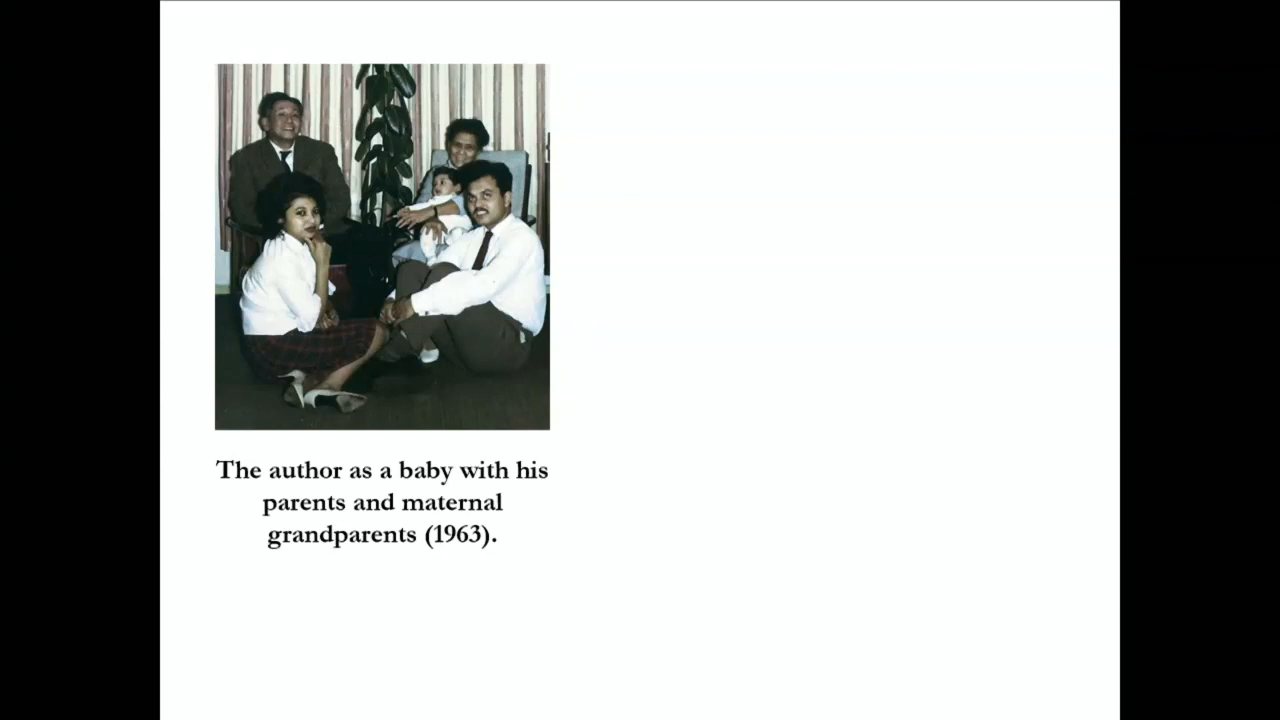 The author as a baby with his
parents and maternal
grandparents (1963).